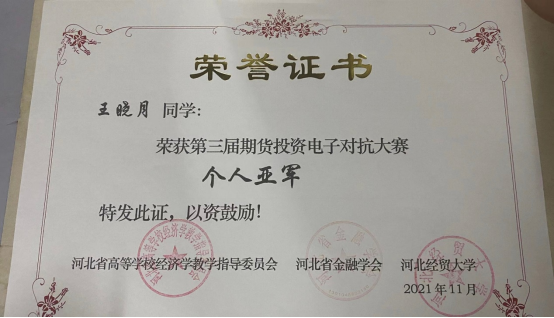 荣誉证书
王晓月 同学:
荣获第三届期货投资电子对抗大赛
个人亚军
特发此证，以资鼓励!
河北省高等学校经济学教学指导委员会 河北省金融学会 河北经贸大学
2021年11月